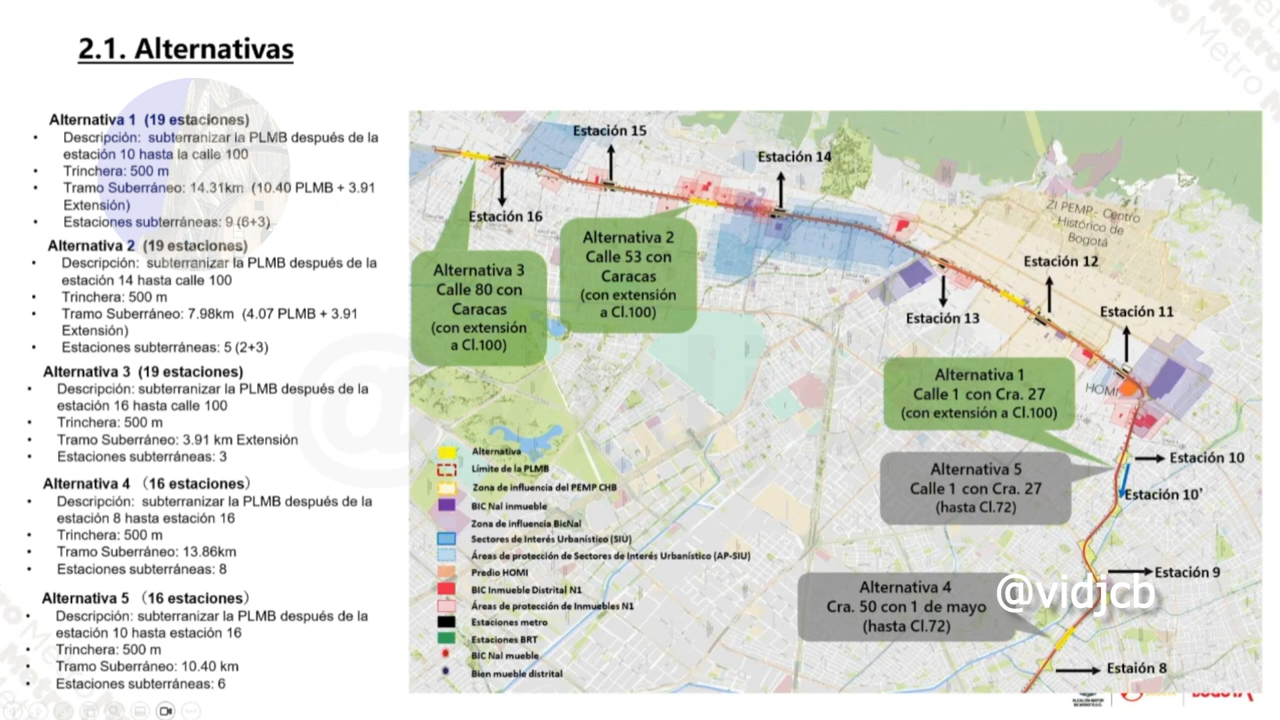 2.1. Alternativas
Alternativa 1 (19 estaciones)
• Descripción: subterranizar la PLMB después de la
estación 10 hasta la calle 100
• Trinchera: 500 m
• Tramo Suberráneo: 14.31km (10.40 PLMB + 3.91
Extensión)
• Estaciones subterráneas: 9 (6+3)
Alternativa 2 (19 estaciones)
• Descripción: subterranizar la PLMB después de la
estación 14 hasta calle 100
• Trinchera: 500 m
• Tramo Suberráneo: 7.98km (4.07 PLMB + 3.91
Extensión)
• Estaciones subterráneas: 5 (2+3)
Alternativa 3 (19 estaciones)
• Descripción: subterranizar la PLMB después de la
estación 16 hasta calle 100
• Trinchera: 500 m
• Tramo Suberráneo: 3.91 km Extensión
• Estaciones subterráneas: 3
Alternativa 4 (16 estaciones)
• Descripción: subterranizar la PLMB después de la
estación 8 hasta estación 16
• Trinchera: 500 m
• Tramo Suberráneo: 13.86km
• Estaciones subterráneas: 8
Alternativa 5 (16 estaciones)
• Descripción: subterranizar la PLMB después de la
estación 10 hasta estación 16
• Trinchera: 500 m
• Tramo Suberráneo: 10.40 km
• Estaciones subterráneas: 6
Estación 15
Estación 14
Estación 16
ZI PEMP - Centro
Histórico de
Bogotá
Alternativa 2
Calle 53 con
Caracas
(con extensión
a Cl.100)
Alternativa 3
Calle 80 con
Caracas
(con extensión
a Cl.100)
Estación 12
Estación 13
Estación 11
HOMI
Alternativa 1
Calle 1 con Cra. 27
(con extensión a Cl.100)
Estación 10
Alternativa 5
Calle 1 con Cra. 27
(hasta Cl.72)
Estación 10'
Estación 9
Alternativa 4
Cra. 50 con 1 de mayo
(hasta Cl.72)
@vidjcb
Estaión 8
Alternativa
Límite de la PLMB
Zona de influencia del PEMP CHB
BIC Nal inmueble
Zona de influencia BicNal
Sectores de Interés Urbanístico (SIU)
Áreas de protección de Sectores de Interés Urbanístico (AP-SIU)
Predio HOMI
BIC Inmueble Distrital N1
Áreas de protección de Inmuebles N1
Estaciones metro
Estaciones BRT
BIC Nal mueble
Bien mueble distrital
Metro
Metro